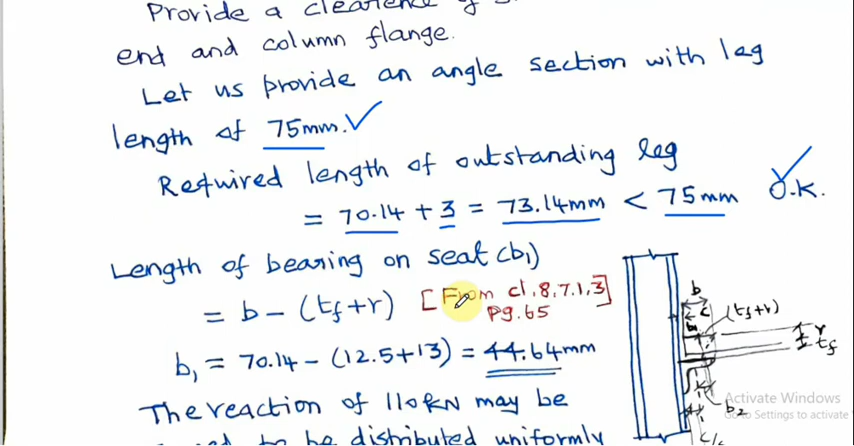 Provide a clearence of
end and column flange.
Let us provide an angle section with leg
length of 75mm. ✓
Required length of outstanding leg
= 70.14 + 3 = 73.14mm < 75mm O.K.
Length of bearing on seat (b1)
= b - (tf+r) [From cl, 8.7.1.3]
pg. 65
b1 = 70.14 - (12.5+13) = 44.64mm
The reaction of 110KN may be
to be distributed uniformly
b
c
b1
(tf+r)
r
tf
b2
Activate Windows
Go to Settings to activate